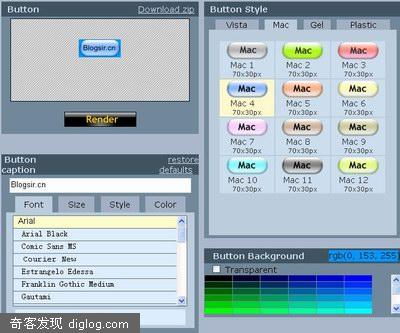 Button
Download zip
Blogsir.cn
Render
Button caption
restore defaults
Blogsir.cn
Font
Size
Style
Color
Arial
Arial Black
Comic Sans MS
Courier New
Estrangelo Edessa
Franklin Gothic Medium
Gautami
奇客发现 diglog.com
Button Style
Vista
Mac
Gel
Plastic
Mac
Mac
Mac
Mac 1
Mac 2
Mac 3
70x30px
70x30px
70x30px
Mac
Mac
Mac
Mac 4
Mac 5
Mac 6
70x30px
70x30px
70x30px
Mac
Mac
Mac
Mac 7
Mac 8
Mac 9
70x30px
70x30px
70x30px
Mac
Mac
Mac
Mac 10
Mac 11
Mac 12
70x30px
70x30px
70x30px
Button Background
rgb(0, 153, 255)
Transparent